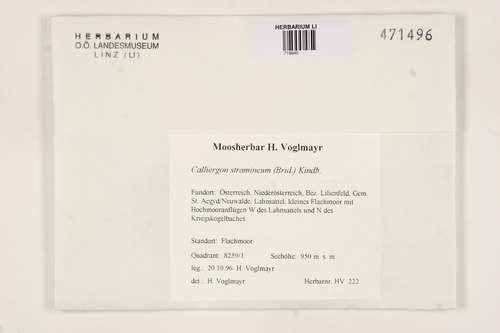 HERBARIUM
O.Ö. LANDESMUSEUM
LINZ (LI)
HERBARIUM LI
719940
471496
Moosherbar H. Voglmayr
Calliergon stramineum (Brid.) Kindb.
Fundort: Österreich, Niederösterreich, Bez. Lilienfeld, Gem.
St. Aegyd/Neuwalde, Lahnsattel, kleines Flachmoor mit
Hochmooranflügen W des Lahnsattels und N des
Kriegskogelbaches
Standort: Flachmoor
Quadrant: 8259/1 Seehöhe: 950 m. s. m.
leg.: 20.10.96 H. Voglmayr
det.: H. Voglmayr Herbarnr. HV 222